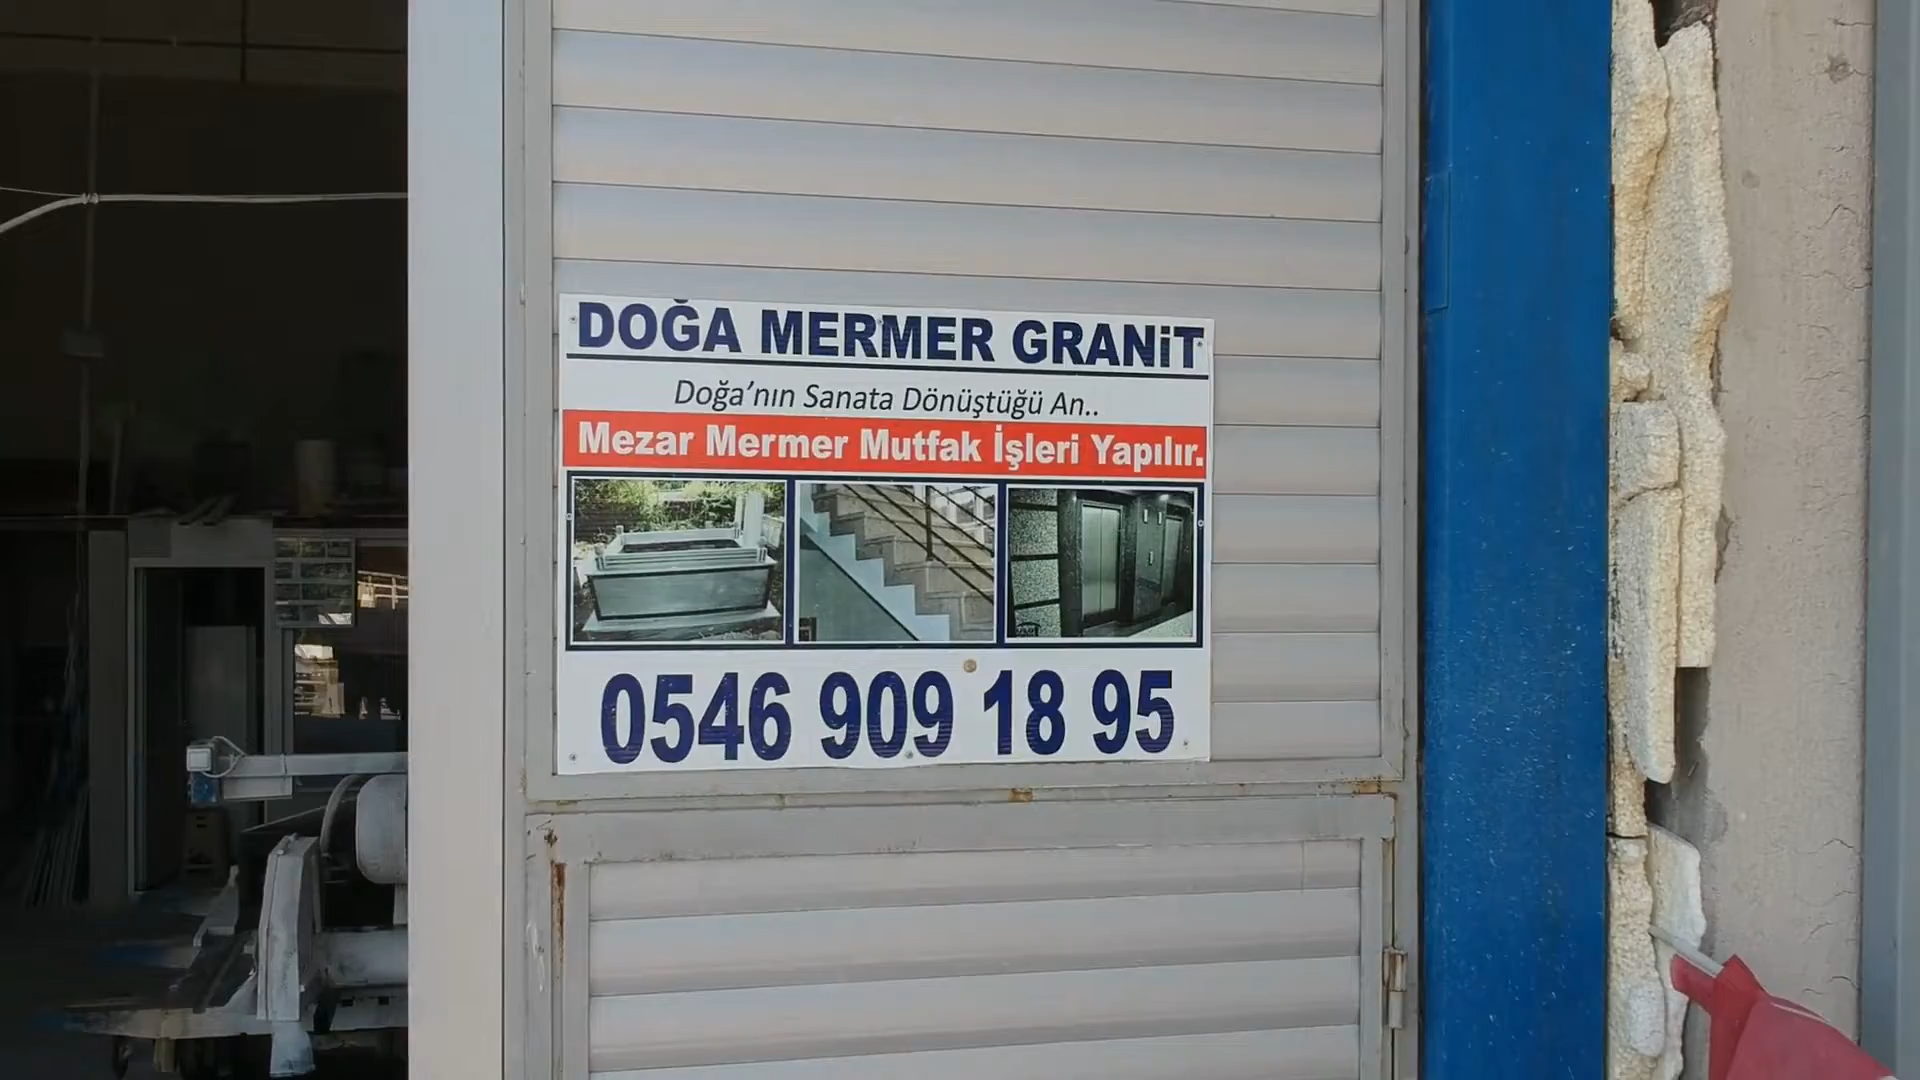 DOĞA MERMER GRANiT
Doğa'nın Sanata Dönüştüğü An..
Mezar Mermer Mutfak İşleri Yapılır.
0546 909 18 95